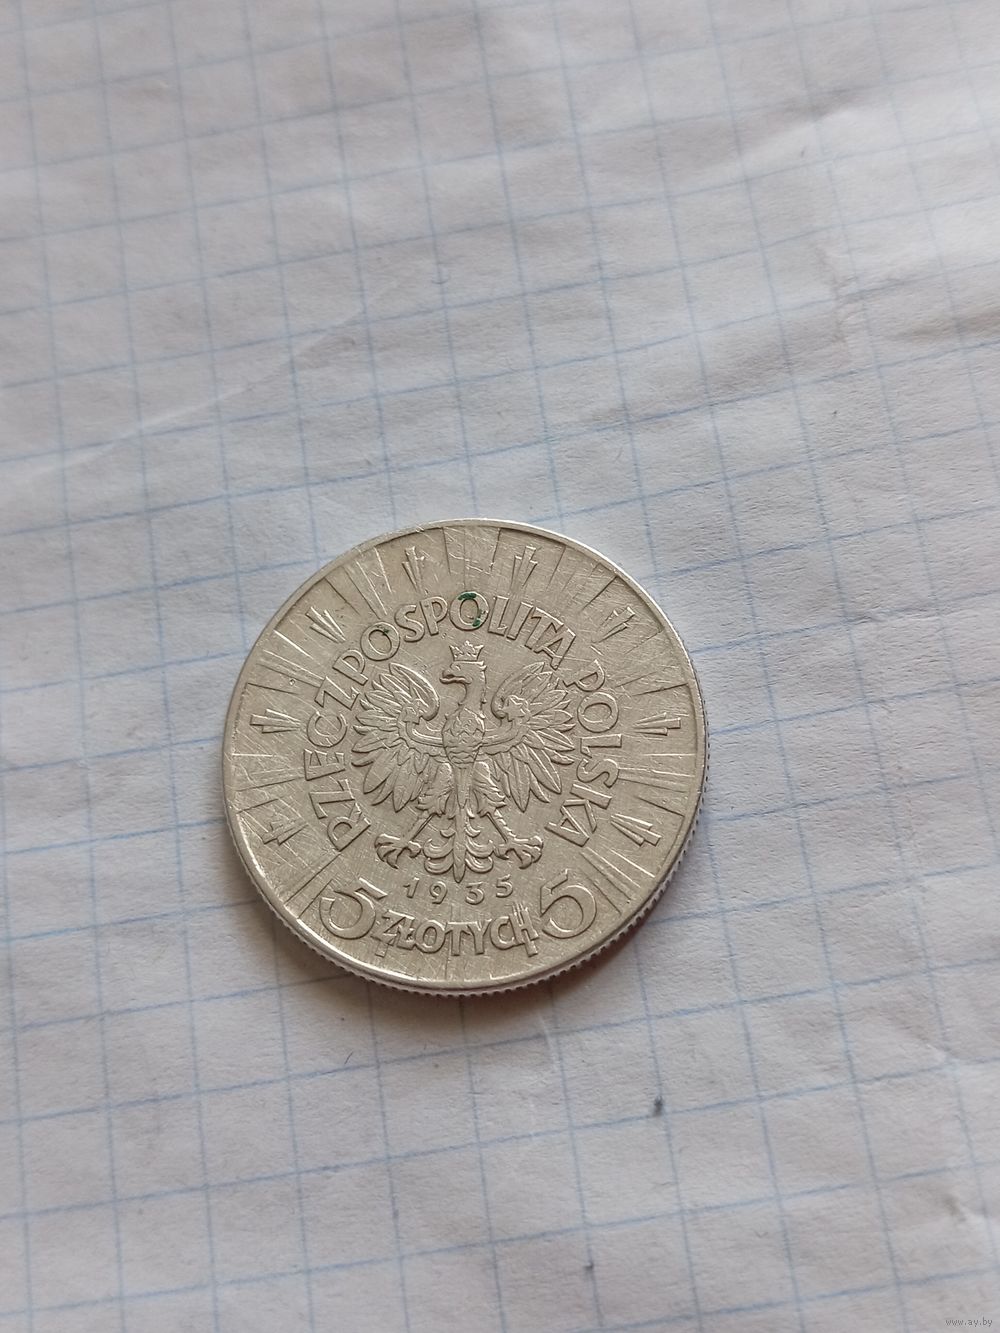 RZECZPOSPOLITA POLSKA
1935
5 ZŁOTYCH 5
www.ay.by